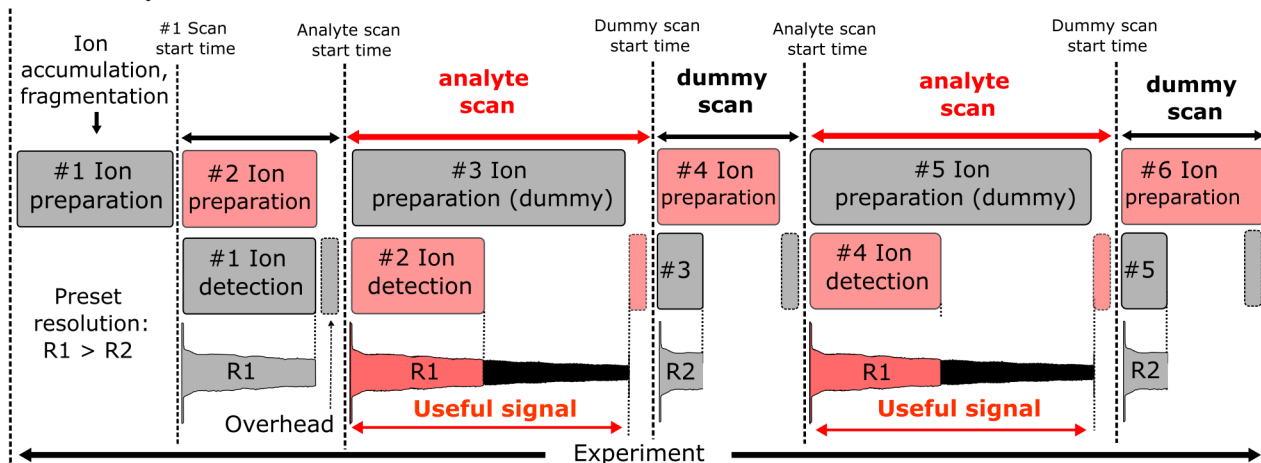 #1 Scan
start time
Analyte scan
start time
Dummy scan
start time
Analyte scan
start time
Dummy scan
start time
Ion
accumulation,
fragmentation
analyte
scan
dummy
scan
analyte
scan
dummy
scan
#1 Ion
preparation
#2 Ion
preparation
#3 Ion
preparation (dummy)
#4 Ion
preparation
#5 Ion
preparation (dummy)
#6 Ion
preparation
#1 Ion
detection
#2 Ion
detection
#3
#4 Ion
detection
#5
Preset
resolution:
R1 > R2
R1
R1
R2
R1
R2
Overhead
Useful signal
Useful signal
Experiment